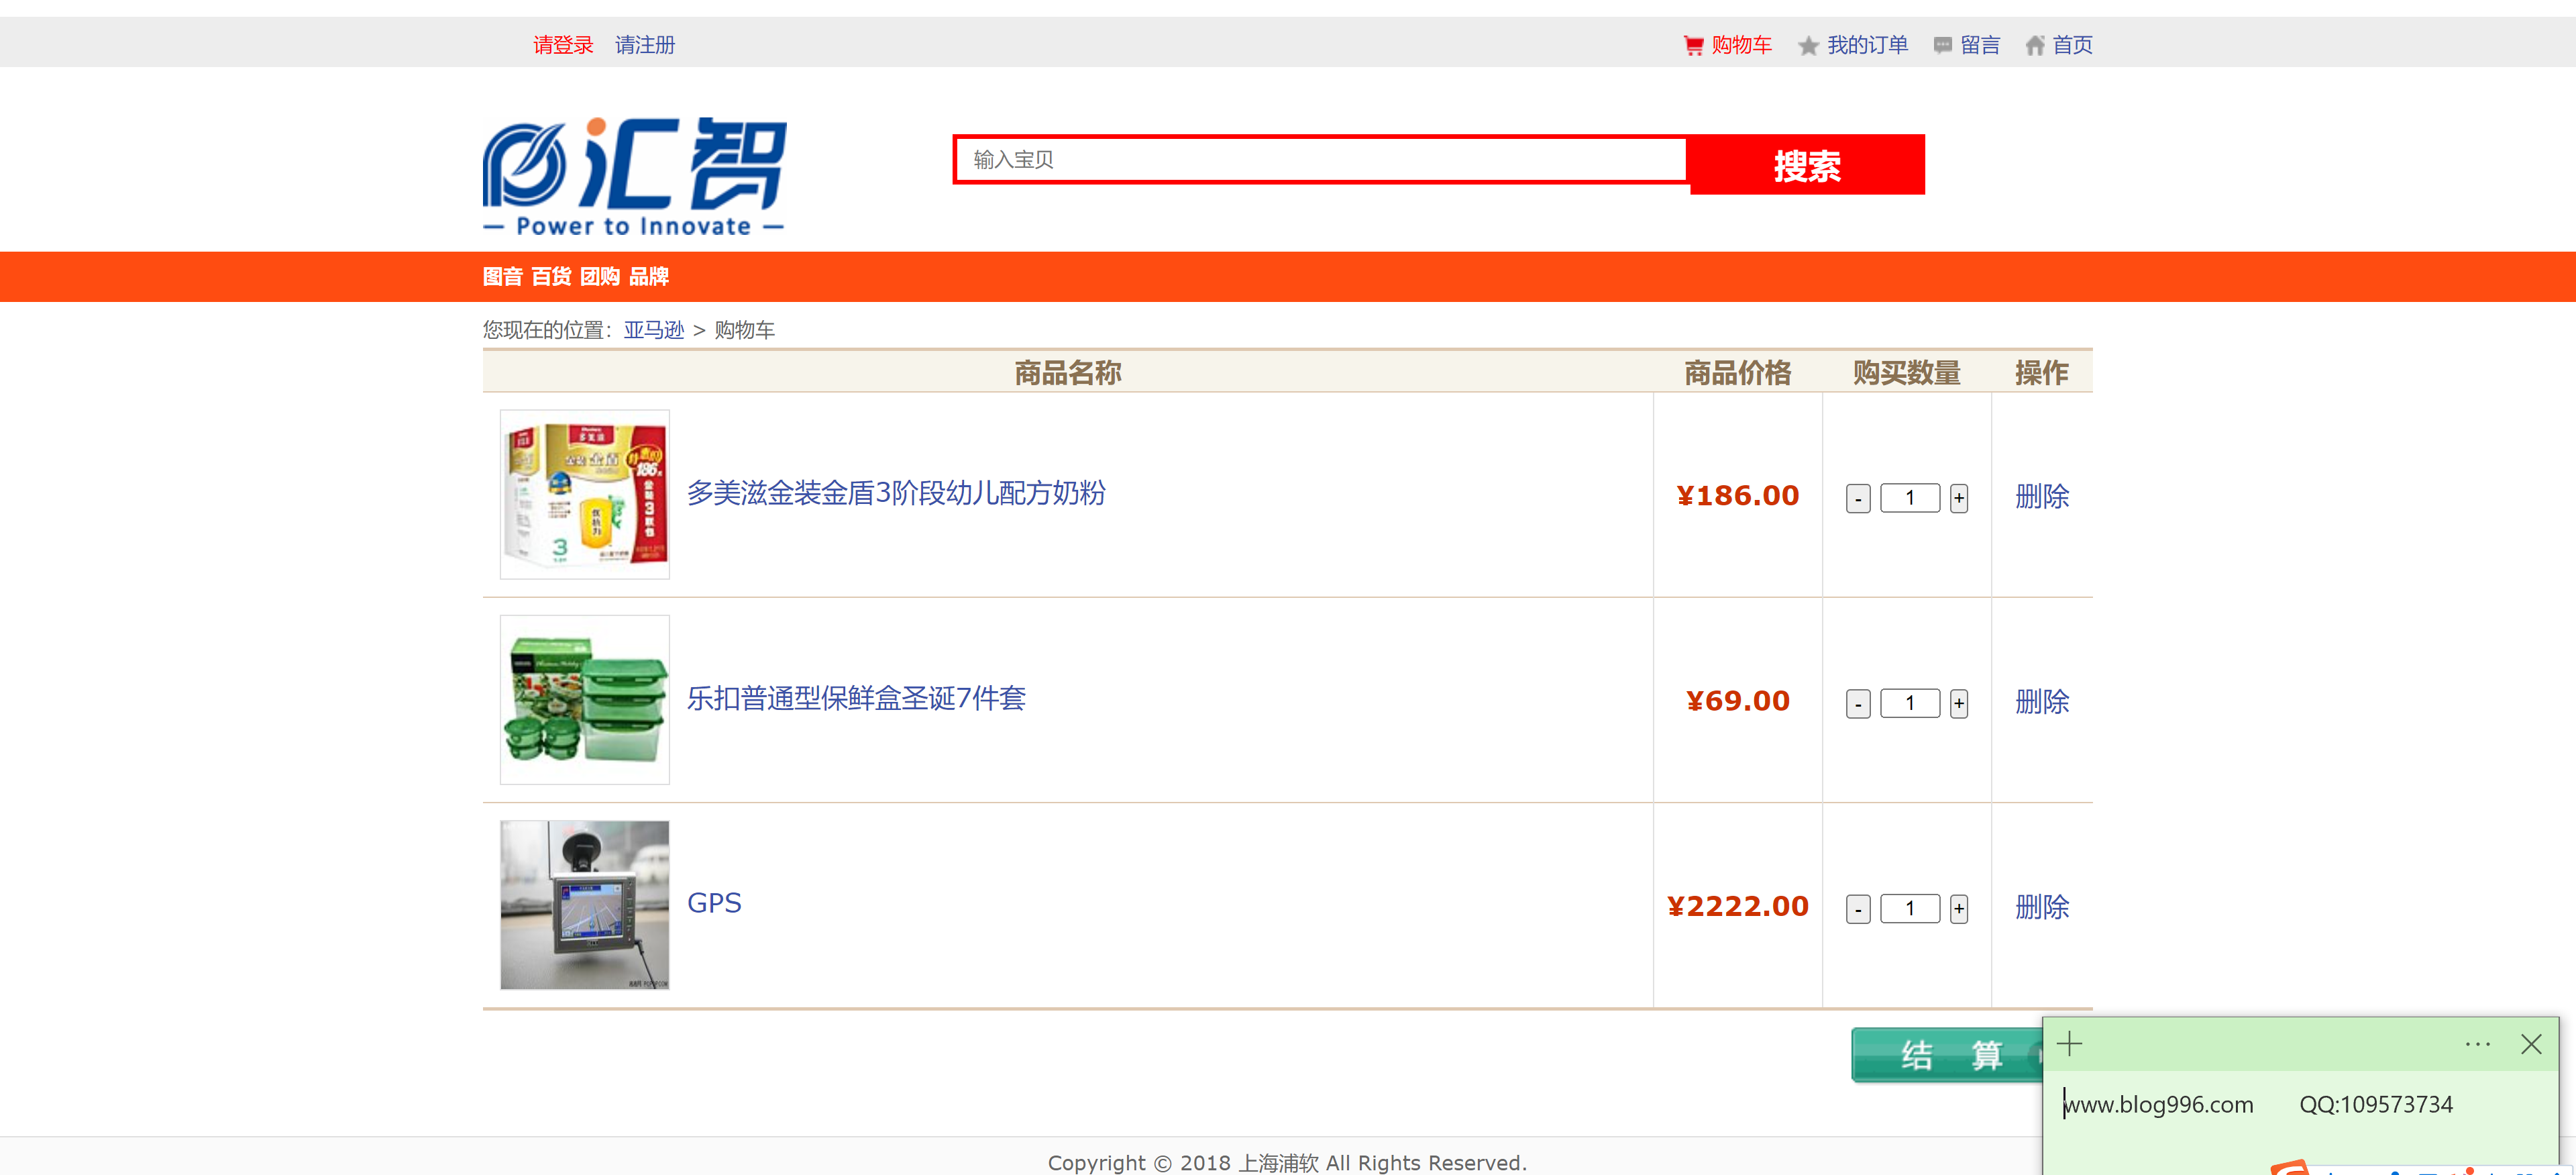 请登录 请注册 购物车 我的订单 留言 首页
汇智
— Power to Innovate —
输入宝贝 搜索
图音 百货 团购 品牌
您现在的位置：亚马逊 > 购物车
商品名称 商品价格 购买数量 操作
多美滋
186
3
多美滋金装金盾3阶段幼儿配方奶粉 ¥186.00 - 1 + 删除
乐扣普通型保鲜盒圣诞7件套 ¥69.00 - 1 + 删除
GPS ¥2222.00 - 1 + 删除
结 算
www.blog996.com QQ:109573734
Copyright © 2018 上海浦软 All Rights Reserved.